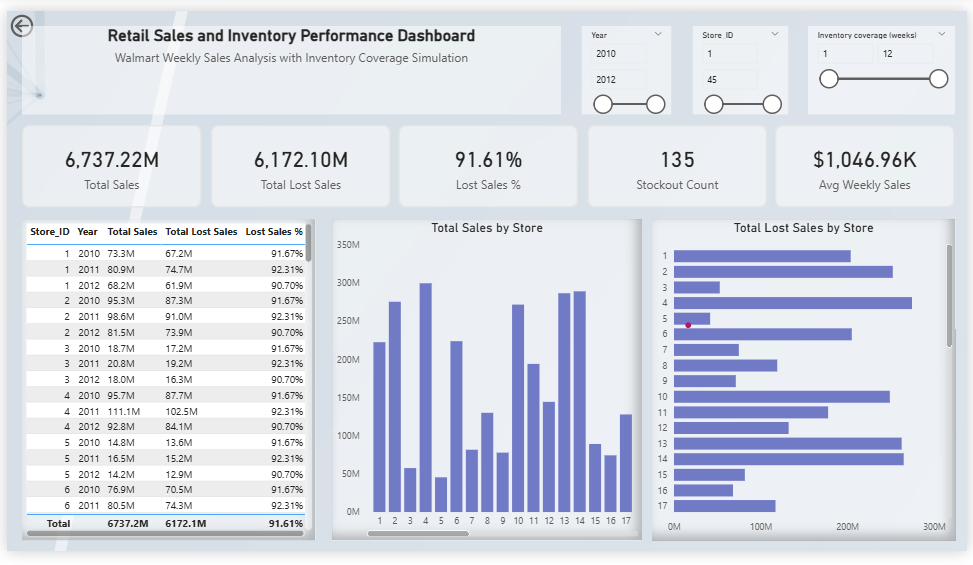 Retail Sales and Inventory Performance Dashboard
Walmart Weekly Sales Analysis with Inventory Coverage Simulation
Year
2010
2012
Store_ID
1
45
Inventory coverage (weeks)
1 12
6,737.22M
Total Sales
6,172.10M
Total Lost Sales
91.61%
Lost Sales %
135
Stockout Count
$1,046.96K
Avg Weekly Sales
Store_ID Year Total Sales Total Lost Sales Lost Sales %
1 2010 73.3M 67.2M 91.67%
1 2011 80.9M 74.7M 92.31%
1 2012 68.2M 61.9M 90.70%
2 2010 95.3M 87.3M 91.67%
2 2011 98.6M 91.0M 92.31%
2 2012 81.5M 73.9M 90.70%
3 2010 18.7M 17.2M 91.67%
3 2011 20.8M 19.2M 92.31%
3 2012 18.0M 16.3M 90.70%
4 2010 95.7M 87.7M 91.67%
4 2011 111.1M 102.5M 92.31%
4 2012 92.8M 84.1M 90.70%
5 2010 14.8M 13.6M 91.67%
5 2011 16.5M 15.2M 92.31%
5 2012 14.2M 12.9M 90.70%
6 2010 76.9M 70.5M 91.67%
6 2011 80.5M 74.3M 92.31%
Total 6737.2M 6172.1M 91.61%
Total Sales by Store
350M
300M
250M
200M
150M
100M
50M
0M
1 2 3 4 5 6 7 8 9 10 11 12 13 14 15 16 17
Total Lost Sales by Store
1
2
3
4
5
6
7
8
9
10
11
12
13
14
15
16
17
0M 100M 200M 300M